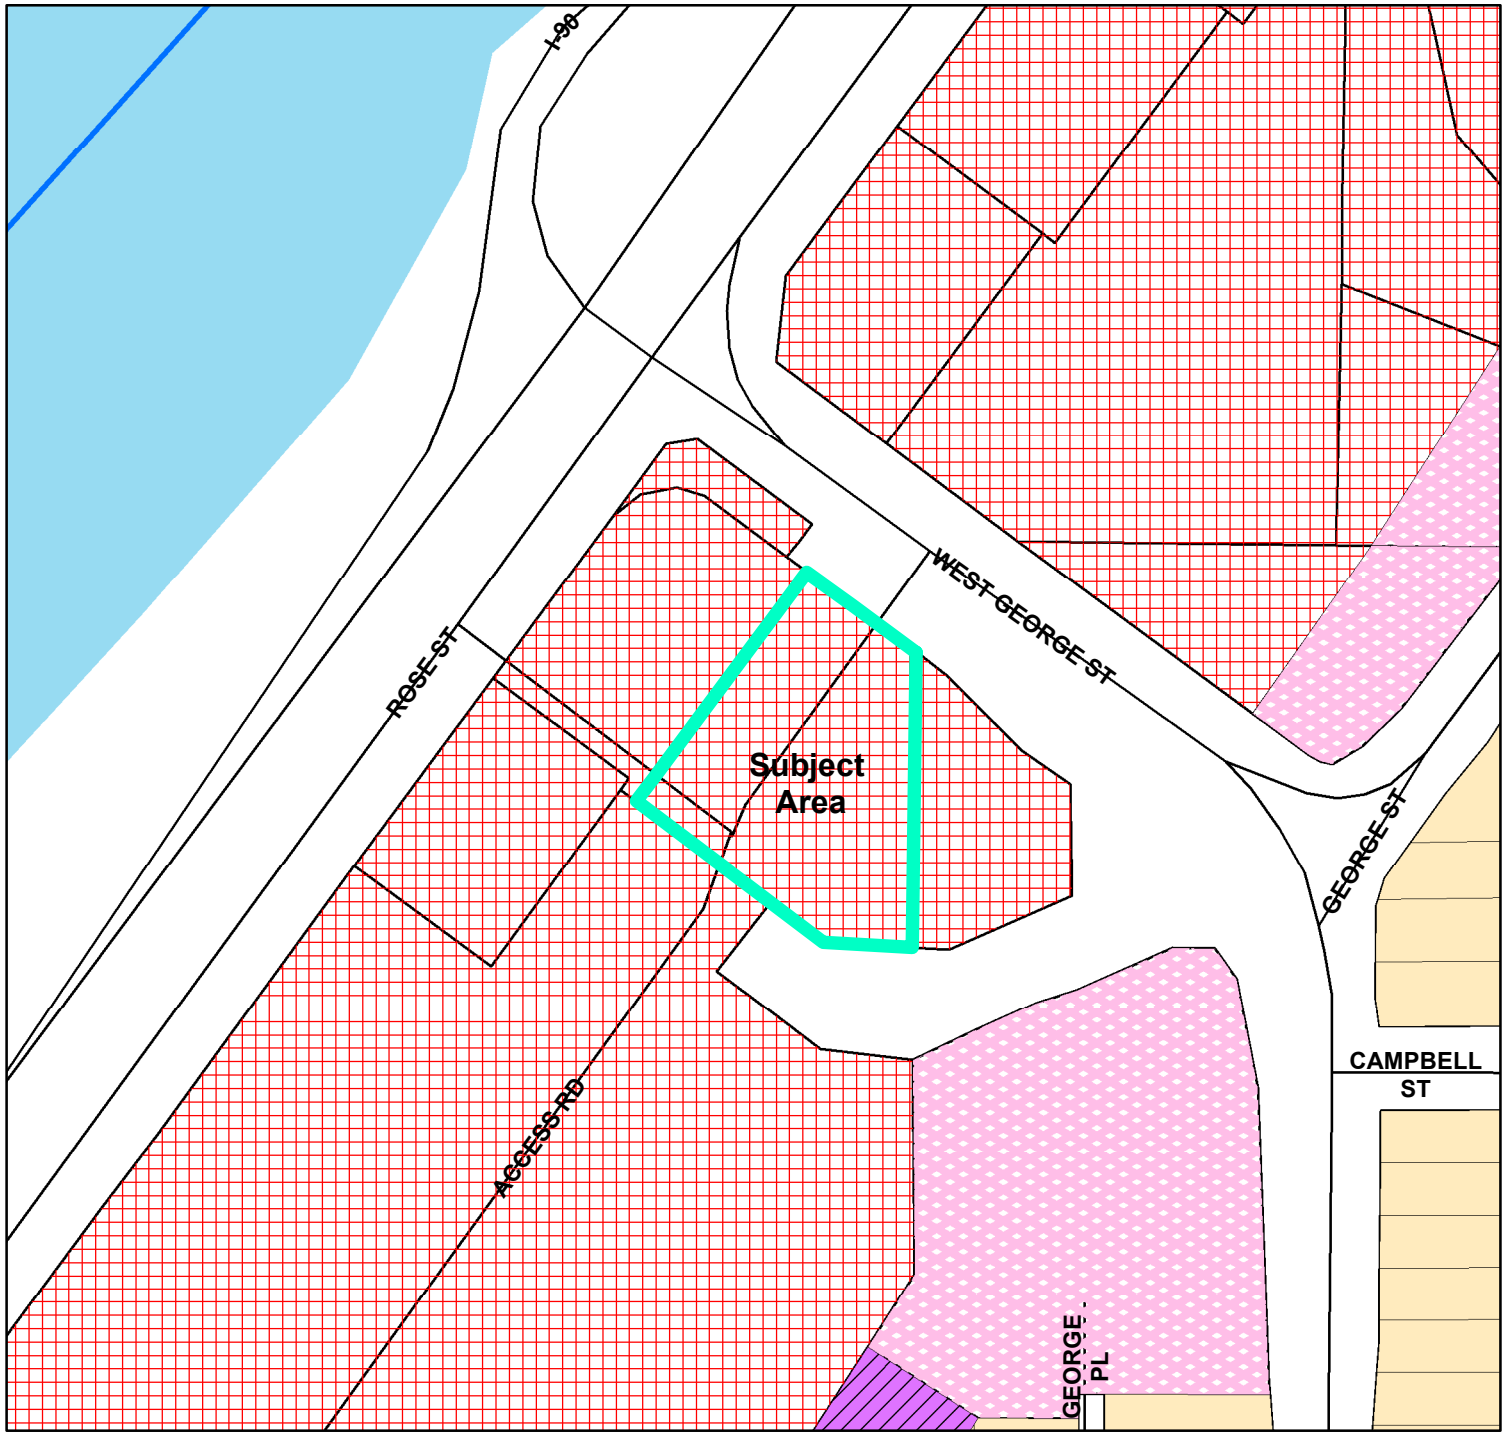 I-90
WEST GEORGE ST
ROSE ST
Subject
Area
GEORGE ST
CAMPBELL
ST
ACCESS RD
GEORGE
PL